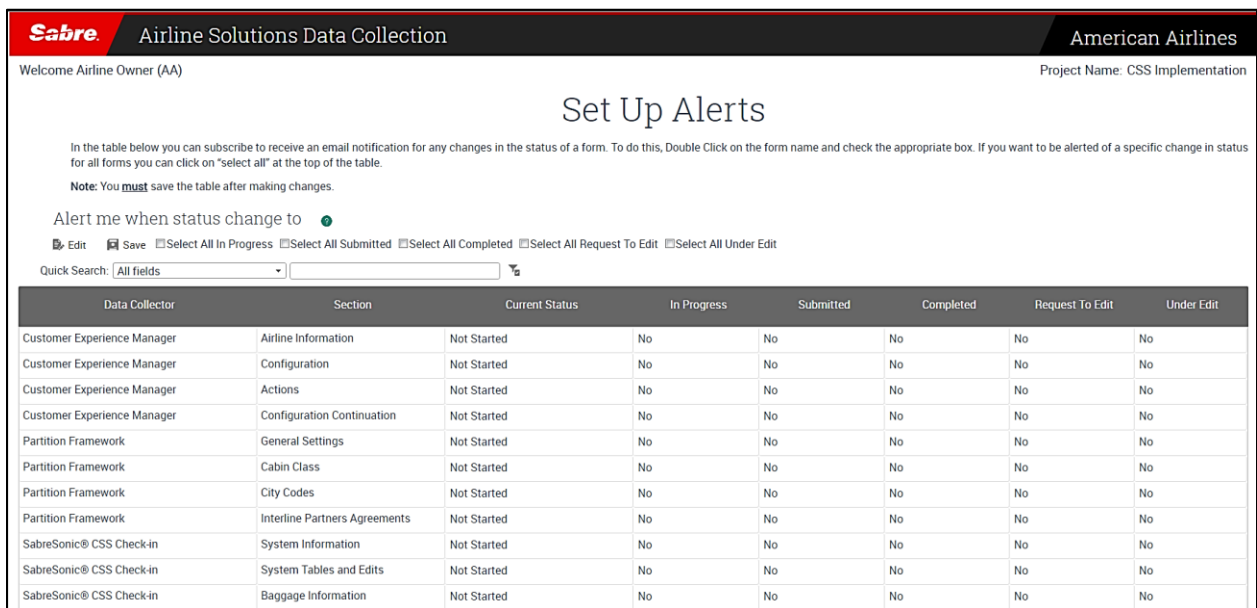 Sabre. Airline Solutions Data Collection American Airlines
Welcome Airline Owner (AA) Project Name: CSS Implementation
Set Up Alerts
In the table below you can subscribe to receive an email notification for any changes in the status of a form. To do this, Double Click on the form name and check the appropriate box. If you want to be alerted of a specific change in status
for all forms you can click on "select all" at the top of the table.
Note: You must save the table after making changes.
Alert me when status change to ?
Edit Save Select All In Progress Select All Submitted Select All Completed Select All Request To Edit Select All Under Edit
Quick Search: All fields
Data Collector Section Current Status In Progress Submitted Completed Request To Edit Under Edit
Customer Experience Manager Airline Information Not Started No No No No No
Customer Experience Manager Configuration Not Started No No No No No
Customer Experience Manager Actions Not Started No No No No No
Customer Experience Manager Configuration Continuation Not Started No No No No No
Partition Framework General Settings Not Started No No No No No
Partition Framework Cabin Class Not Started No No No No No
Partition Framework City Codes Not Started No No No No No
Partition Framework Interline Partners Agreements Not Started No No No No No
SabreSonic® CSS Check-in System Information Not Started No No No No No
SabreSonic® CSS Check-in System Tables and Edits Not Started No No No No No
SabreSonic® CSS Check-in Baggage Information Not Started No No No No No